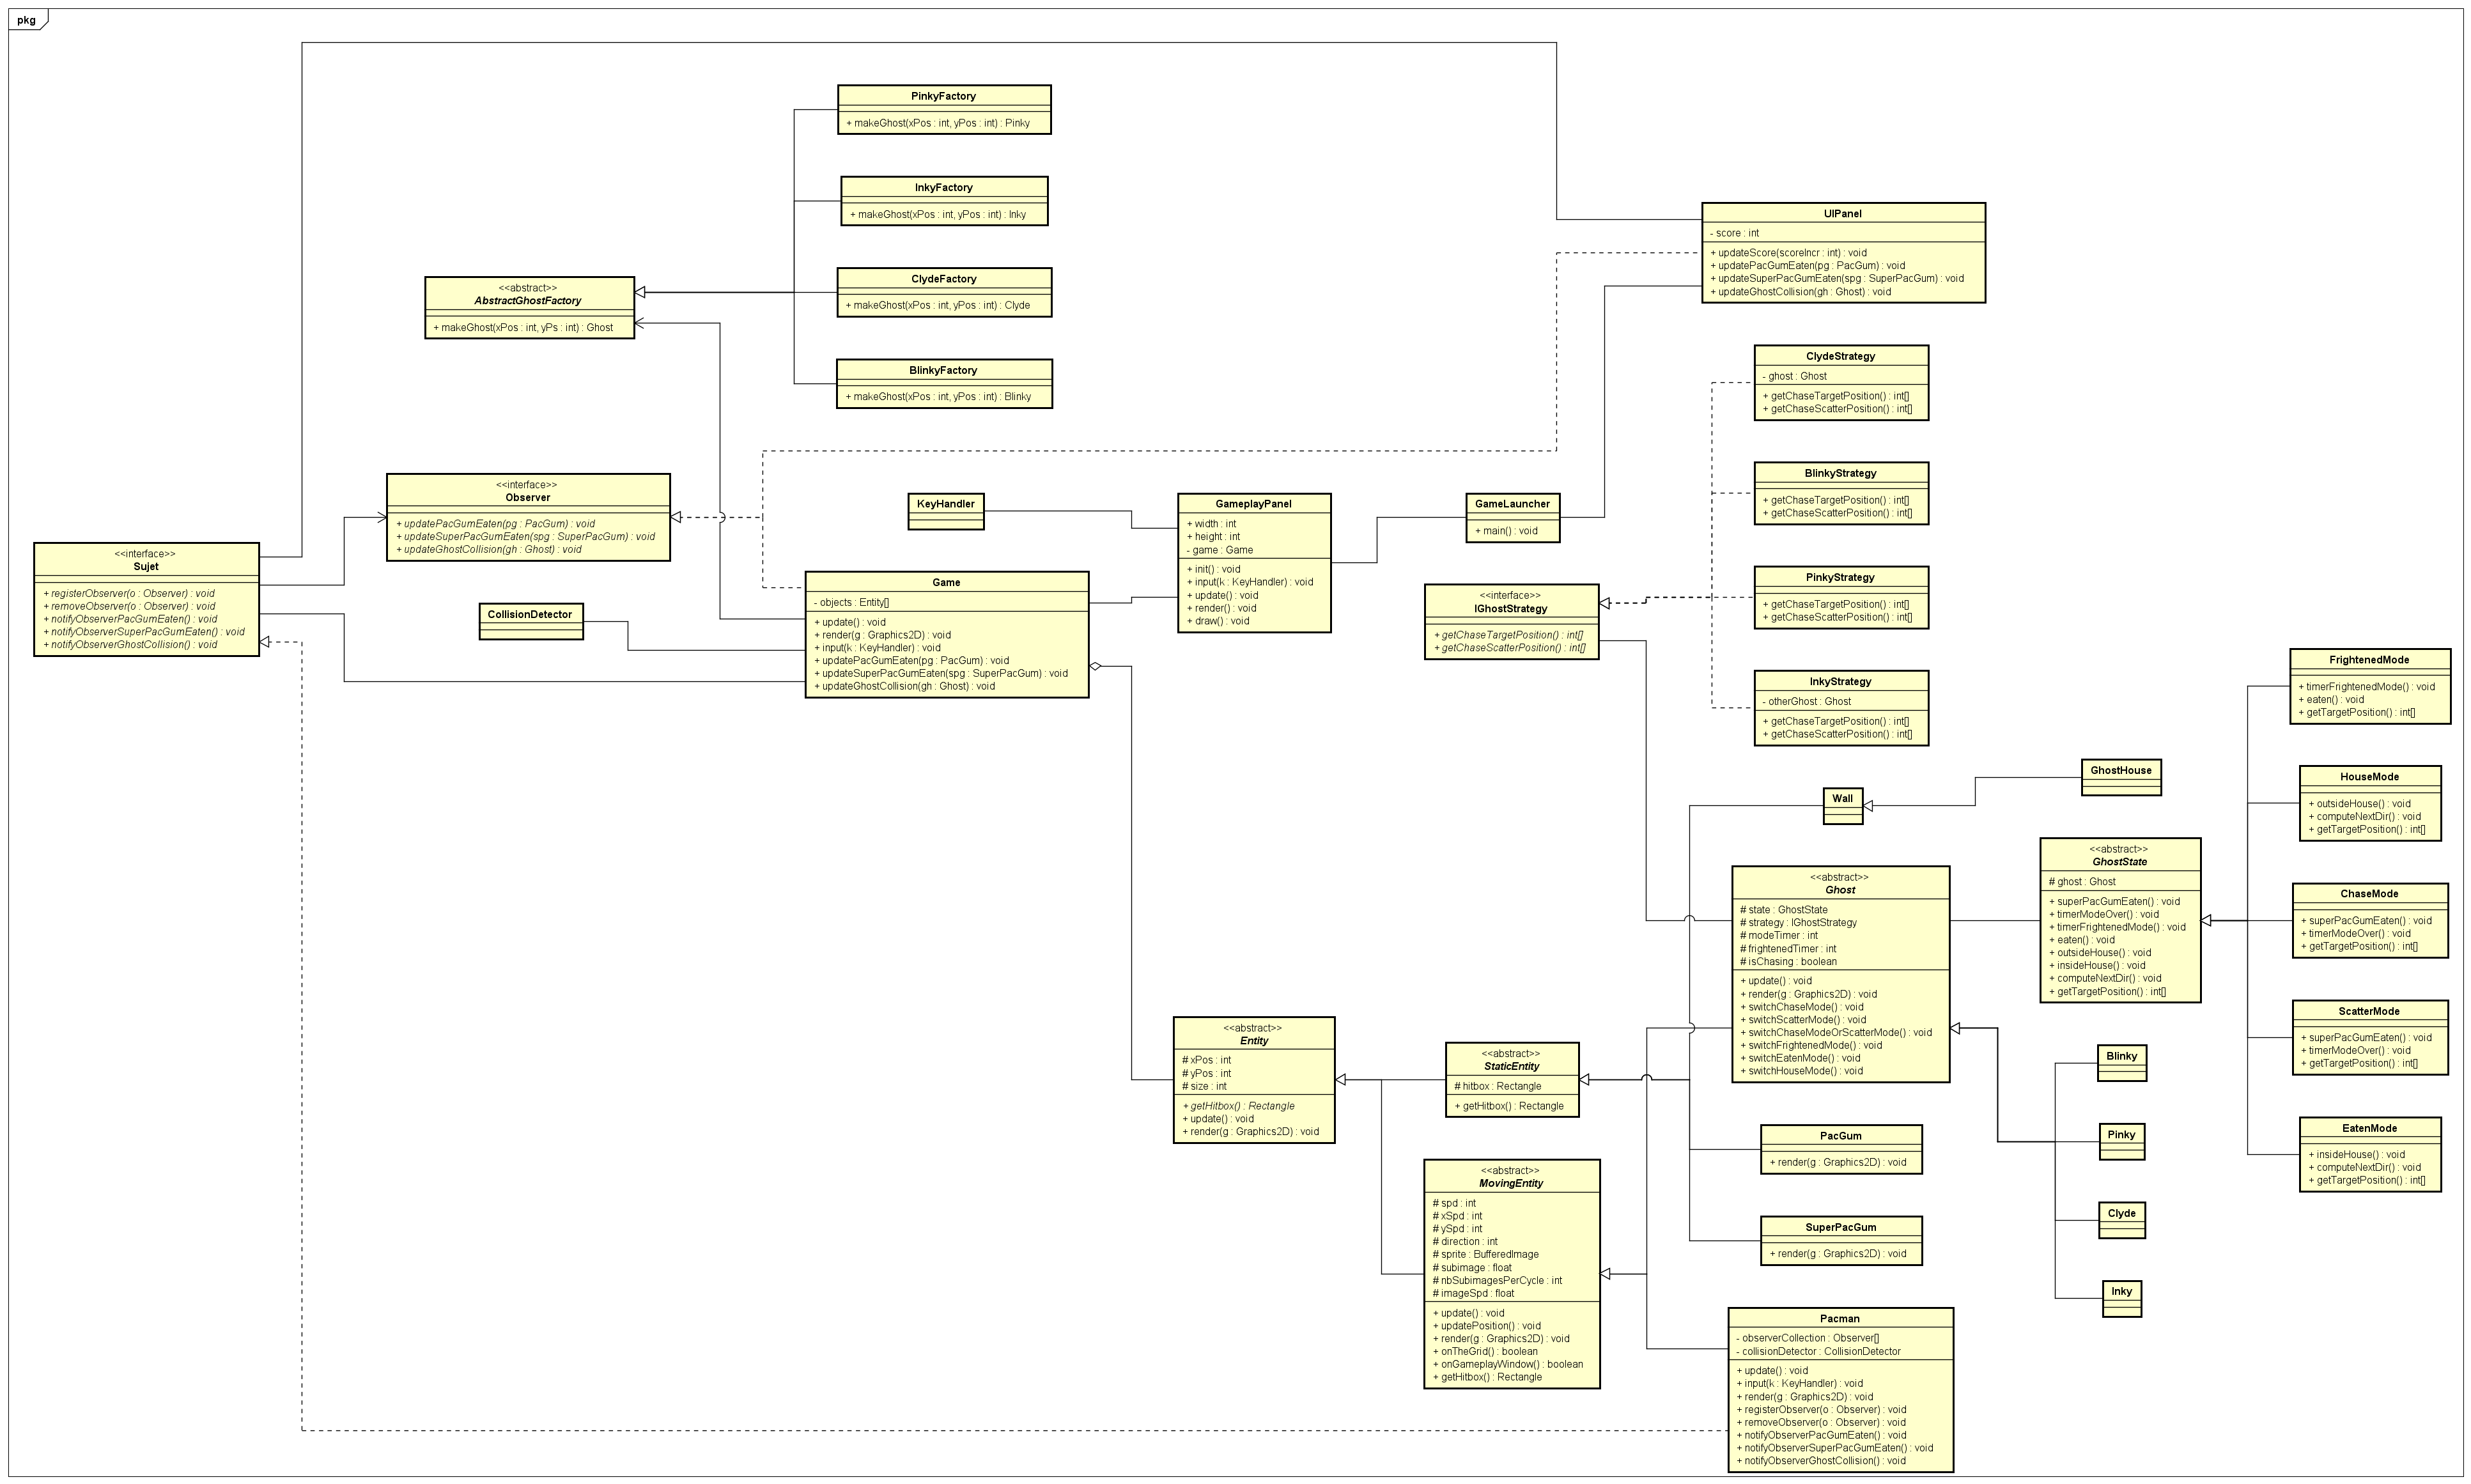 pkg
PinkyFactory
+ makeGhost(xPos : int, yPos : int) : Pinky
InkyFactory
+ makeGhost(xPos : int, yPos : int) : Inky
ClydeFactory
+ makeGhost(xPos : int, yPos : int) : Clyde
BlinkyFactory
+ makeGhost(xPos : int, yPos : int) : Blinky
<<abstract>>
AbstractGhostFactory
+ makeGhost(xPos : int, yPs : int) : Ghost
UIPanel
- score : int
+ updateScore(scoreIncr : int) : void
+ updatePacGumEaten(pg : PacGum) : void
+ updateSuperPacGumEaten(spg : SuperPacGum) : void
+ updateGhostCollision(gh : Ghost) : void
<<interface>>
Observer
+ updatePacGumEaten(pg : PacGum) : void
+ updateSuperPacGumEaten(spg : SuperPacGum) : void
+ updateGhostCollision(gh : Ghost) : void
<<interface>>
Sujet
+ registerObserver(o : Observer) : void
+ removeObserver(o : Observer) : void
+ notifyObserverPacGumEaten() : void
+ notifyObserverSuperPacGumEaten() : void
+ notifyObserverGhostCollision() : void
CollisionDetector
KeyHandler
Game
- objects : Entity[]
+ update() : void
+ render(g : Graphics2D) : void
+ input(k : KeyHandler) : void
+ updatePacGumEaten(pg : PacGum) : void
+ updateSuperPacGumEaten(spg : SuperPacGum) : void
+ updateGhostCollision(gh : Ghost) : void
GameplayPanel
+ width : int
+ height : int
- game : Game
+ init() : void
+ input(k : KeyHandler) : void
+ update() : void
+ render() : void
+ draw() : void
GameLauncher
+ main() : void
<<interface>>
IGhostStrategy
+ getChaseTargetPosition() : int[]
+ getChaseScatterPosition() : int[]
ClydeStrategy
- ghost : Ghost
+ getChaseTargetPosition() : int[]
+ getChaseScatterPosition() : int[]
BlinkyStrategy
+ getChaseTargetPosition() : int[]
+ getChaseScatterPosition() : int[]
PinkyStrategy
+ getChaseTargetPosition() : int[]
+ getChaseScatterPosition() : int[]
InkyStrategy
- otherGhost : Ghost
+ getChaseTargetPosition() : int[]
+ getChaseScatterPosition() : int[]
Wall
GhostHouse
<<abstract>>
Ghost
# state : GhostState
# strategy : IGhostStrategy
# modeTimer : int
# frightenedTimer : int
# isChasing : boolean
+ update() : void
+ render(g : Graphics2D) : void
+ switchChaseMode() : void
+ switchScatterMode() : void
+ switchChaseModeOrScatterMode() : void
+ switchFrightenedMode() : void
+ switchEatenMode() : void
+ switchHouseMode() : void
<<abstract>>
GhostState
# ghost : Ghost
+ superPacGumEaten() : void
+ timerModeOver() : void
+ timerFrightenedMode() : void
+ eaten() : void
+ outsideHouse() : void
+ insideHouse() : void
+ computeNextDir() : void
+ getTargetPosition() : int[]
FrightenedMode
+ timerFrightenedMode() : void
+ eaten() : void
+ getTargetPosition() : int[]
HouseMode
+ outsideHouse() : void
+ computeNextDir() : void
+ getTargetPosition() : int[]
ChaseMode
+ superPacGumEaten() : void
+ timerModeOver() : void
+ getTargetPosition() : int[]
ScatterMode
+ superPacGumEaten() : void
+ timerModeOver() : void
+ getTargetPosition() : int[]
EatenMode
+ insideHouse() : void
+ computeNextDir() : void
+ getTargetPosition() : int[]
Blinky
Pinky
Clyde
Inky
<<abstract>>
Entity
# xPos : int
# yPos : int
# size : int
+ getHitbox() : Rectangle
+ update() : void
+ render(g : Graphics2D) : void
<<abstract>>
StaticEntity
# hitbox : Rectangle
+ getHitbox() : Rectangle
<<abstract>>
MovingEntity
# spd : int
# xSpd : int
# ySpd : int
# direction : int
# sprite : BufferedImage
# subimage : float
# nbSubimagesPerCycle : int
# imageSpd : float
+ update() : void
+ updatePosition() : void
+ render(g : Graphics2D) : void
+ onTheGrid() : boolean
+ onGameplayWindow() : boolean
+ getHitbox() : Rectangle
PacGum
+ render(g : Graphics2D) : void
SuperPacGum
+ render(g : Graphics2D) : void
Pacman
- observerCollection : Observer[]
- collisionDetector : CollisionDetector
+ update() : void
+ input(k : KeyHandler) : void
+ render(g : Graphics2D) : void
+ registerObserver(o : Observer) : void
+ removeObserver(o : Observer) : void
+ notifyObserverPacGumEaten() : void
+ notifyObserverSuperPacGumEaten() : void
+ notifyObserverGhostCollision() : void